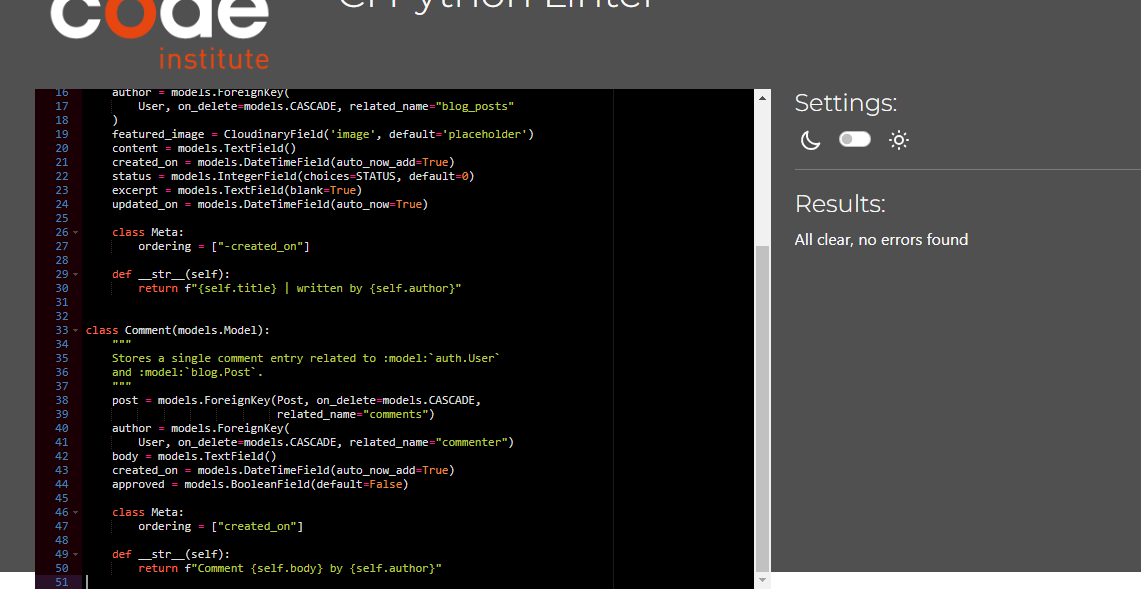 code
institute
CI Python Linter
16 author = models.ForeignKey(
17 User, on_delete=models.CASCADE, related_name="blog_posts"
18 )
19 featured_image = CloudinaryField('image', default='placeholder')
20 content = models.TextField()
21 created_on = models.DateTimeField(auto_now_add=True)
22 status = models.IntegerField(choices=STATUS, default=0)
23 excerpt = models.TextField(blank=True)
24 updated_on = models.DateTimeField(auto_now=True)
25
26 class Meta:
27 ordering = ["-created_on"]
28
29 def __str__(self):
30 return f"{self.title} | written by {self.author}"
31
32
33 class Comment(models.Model):
34 """
35 Stores a single comment entry related to :model:`auth.User`
36 and :model:`blog.Post`.
37 """
38 post = models.ForeignKey(Post, on_delete=models.CASCADE,
39 related_name="comments")
40 author = models.ForeignKey(
41 User, on_delete=models.CASCADE, related_name="commenter")
42 body = models.TextField()
43 created_on = models.DateTimeField(auto_now_add=True)
44 approved = models.BooleanField(default=False)
45
46 class Meta:
47 ordering = ["created_on"]
48
49 def __str__(self):
50 return f"Comment {self.body} by {self.author}"
51
Settings:
Results:
All clear, no errors found